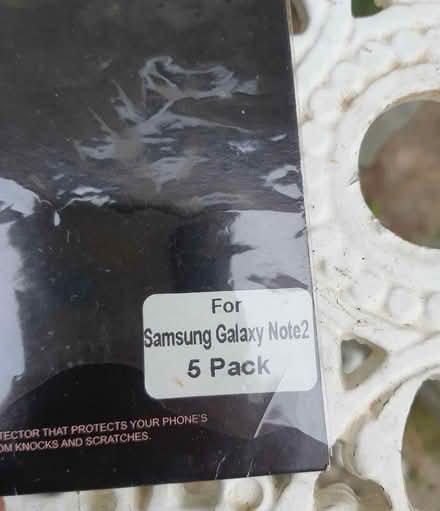 For
Samsung Galaxy Note2
5 Pack
TECTOR THAT PROTECTS YOUR PHONE'S
OM KNOCKS AND SCRATCHES.